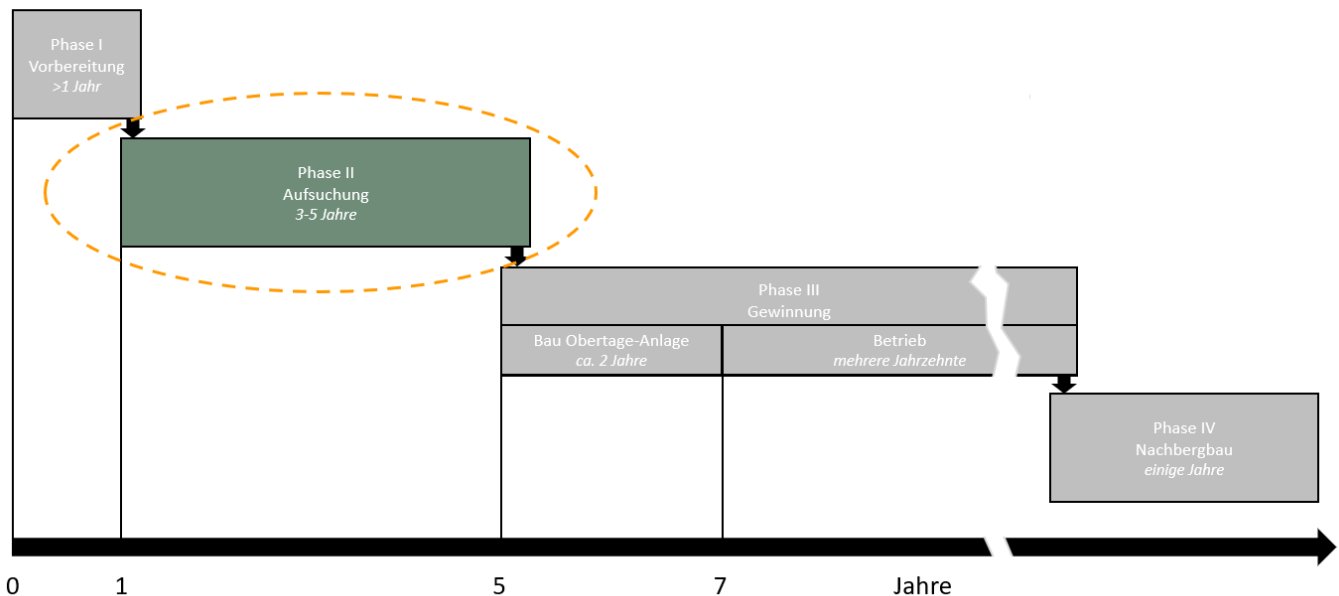 Phase I
Vorbereitung
>1 Jahr
Phase II
Aufsuchung
3-5 Jahre
Phase III
Gewinnung
Bau Obertage-Anlage
ca. 2 Jahre
Betrieb
mehrere Jahrzehnte
Phase IV
Nachbergbau
einige Jahre
0 1 5 7 Jahre